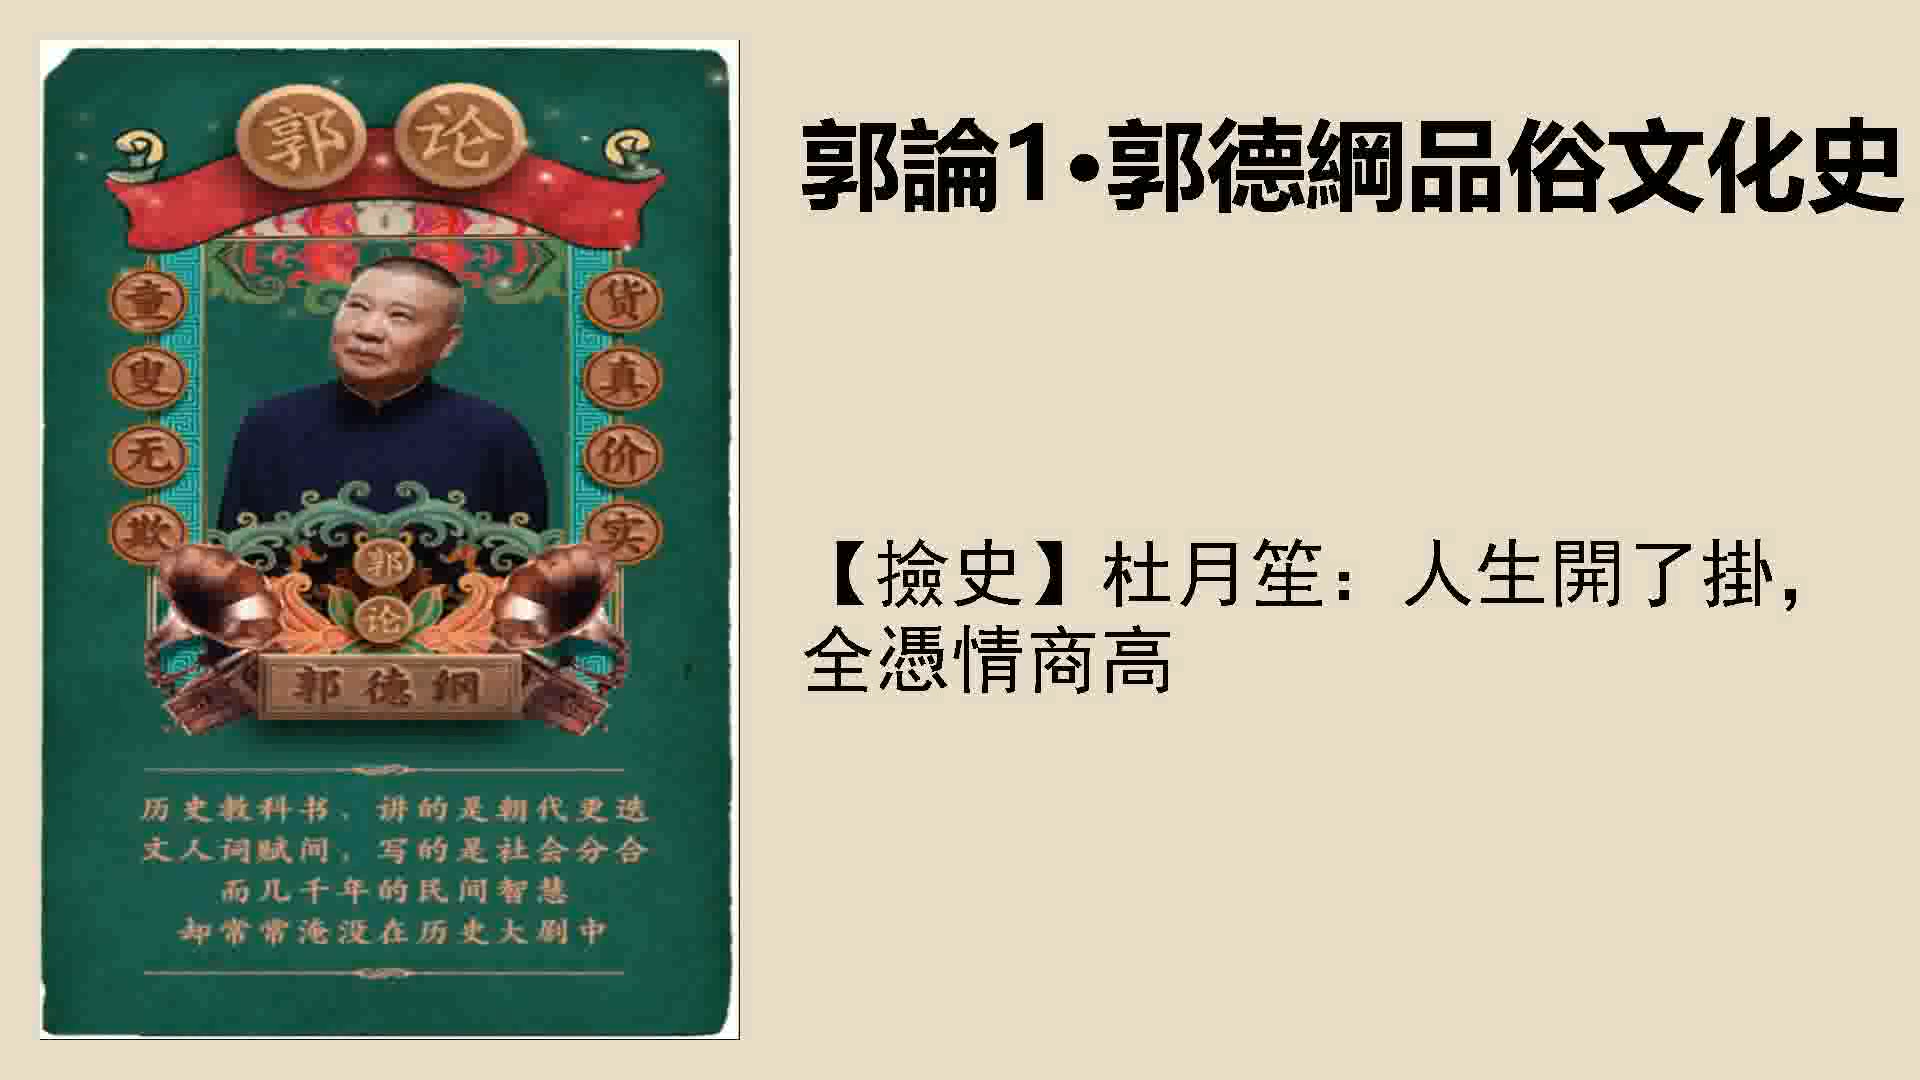 郭论
童叟无欺
货真价实
郭论
郭德纲
历史教科书，讲的是朝代更迭
文人词赋间，写的是社会分合
而几千年的民间智慧
却常常淹没在历史大剧中
郭論1·郭德綱品俗文化史
【撿史】杜月笙：人生開了掛，
全憑情商高